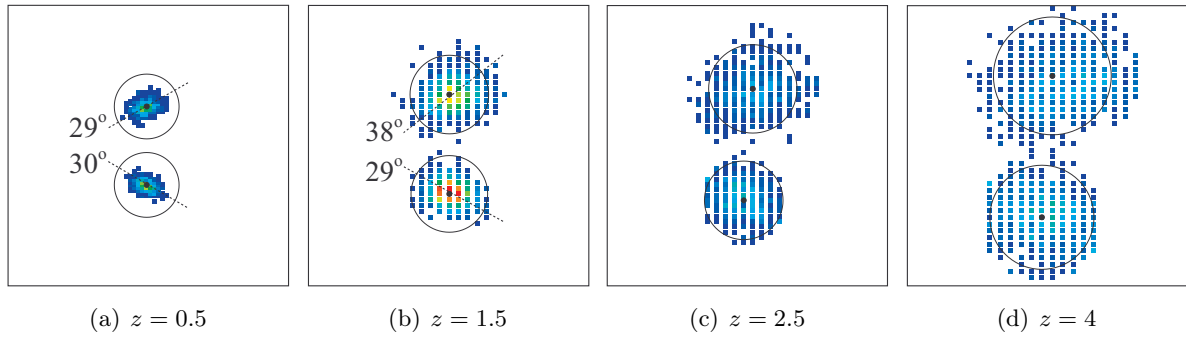 29°
30°
38°
29°
(a) z = 0.5
(b) z = 1.5
(c) z = 2.5
(d) z = 4